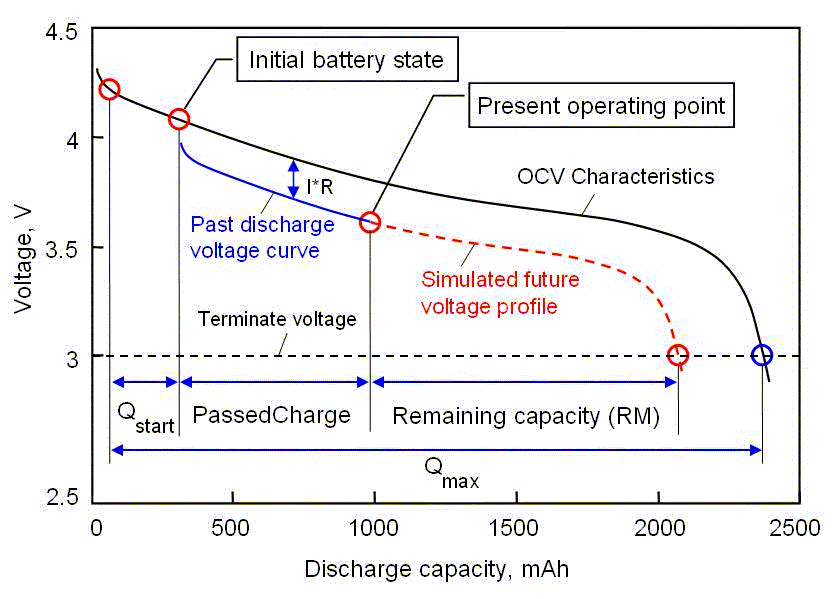 4.5
Initial battery state
Present operating point
4
OCV Characteristics
I*R
Past discharge
voltage curve
3.5
Simulated future
voltage profile
Voltage, V
Terminate voltage
3
Qstart
PassedCharge
Remaining capacity (RM)
Qmax
2.5
0 500 1000 1500 2000 2500
Discharge capacity, mAh